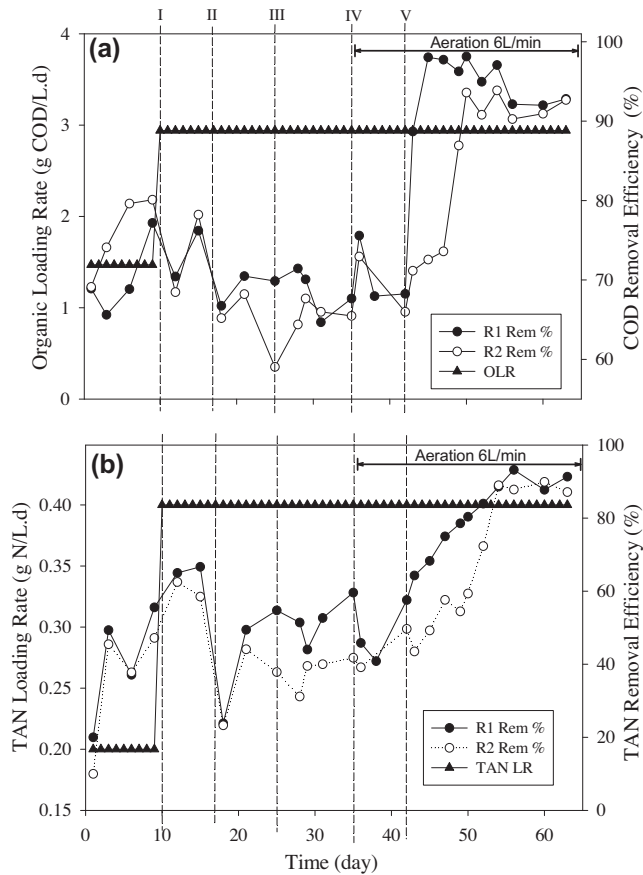 I II III IV V
Aeration 6L/min
(a)
Organic Loading Rate (g COD/L.d)
4
3
2
1
0
100
90
80
70
60
COD Removal Efficiency (%)
R1 Rem %
R2 Rem %
OLR
Aeration 6L/min
(b)
TAN Loading Rate (g N/L.d)
0.40
0.35
0.30
0.25
0.20
0.15
100
80
60
40
20
0
TAN Removal Efficiency (%)
R1 Rem %
R2 Rem %
TAN LR
0 10 20 30 40 50 60
Time (day)